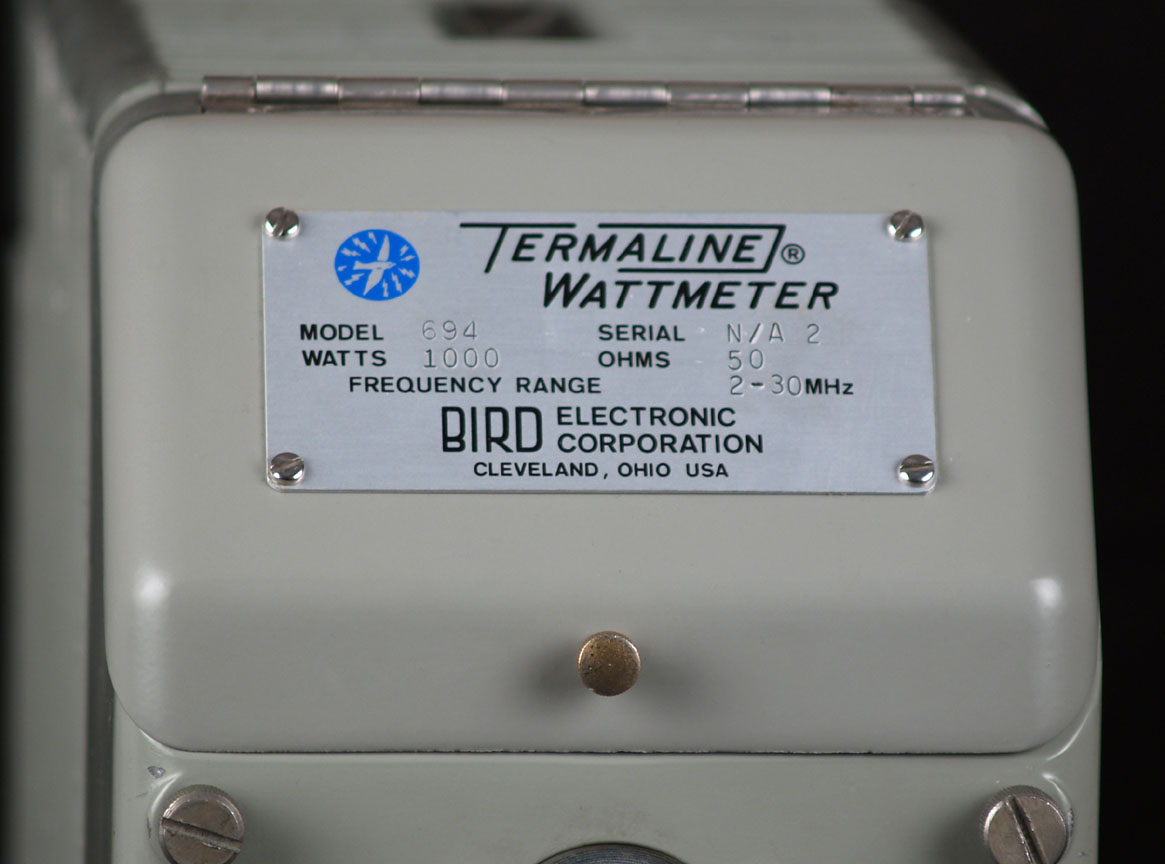 TERMALINE®
WATTMETER
MODEL 694 SERIAL N/A 2
WATTS 1000 OHMS 50
FREQUENCY RANGE 2-30MHz
BIRD ELECTRONIC
CORPORATION
CLEVELAND, OHIO USA